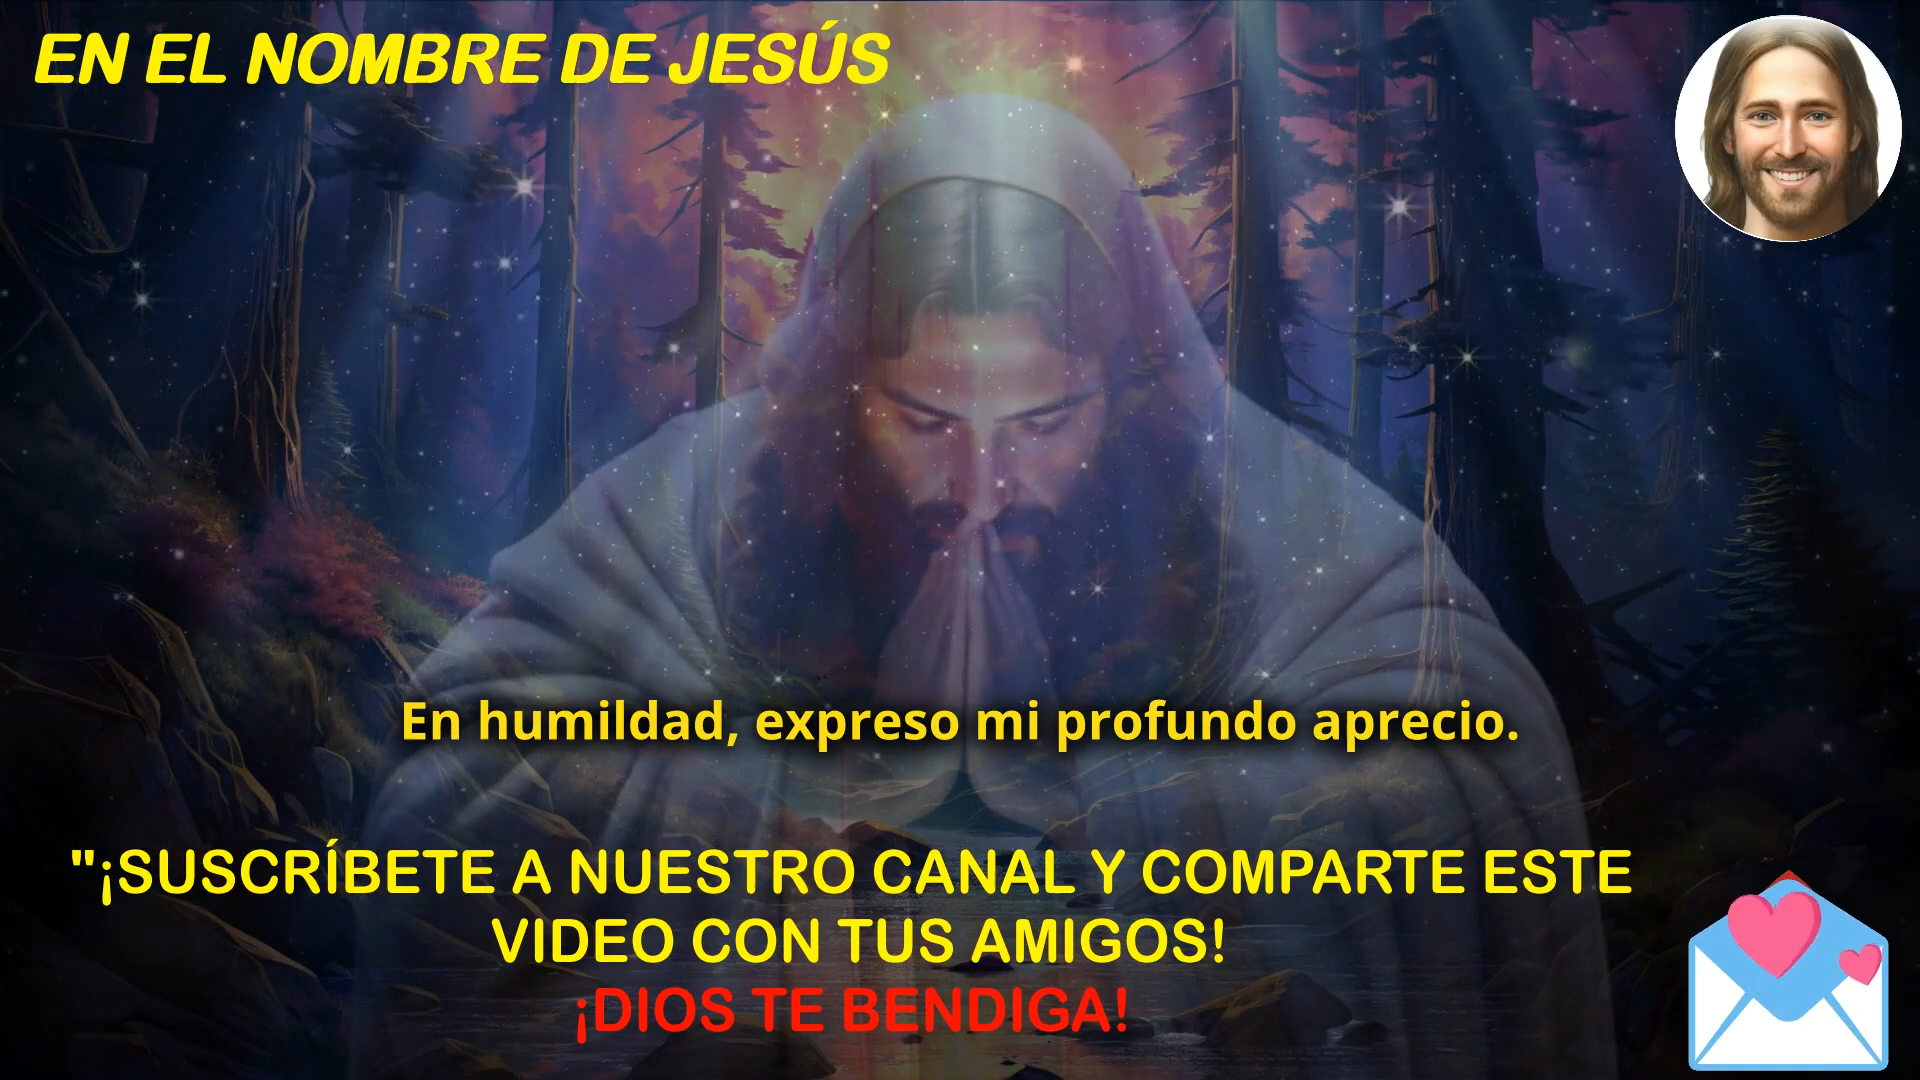 EN EL NOMBRE DE JESÚS
En humildad, expreso mi profundo aprecio.
"¡SUSCRÍBETE A NUESTRO CANAL Y COMPARTE ESTE
VIDEO CON TUS AMIGOS!
¡DIOS TE BENDIGA!